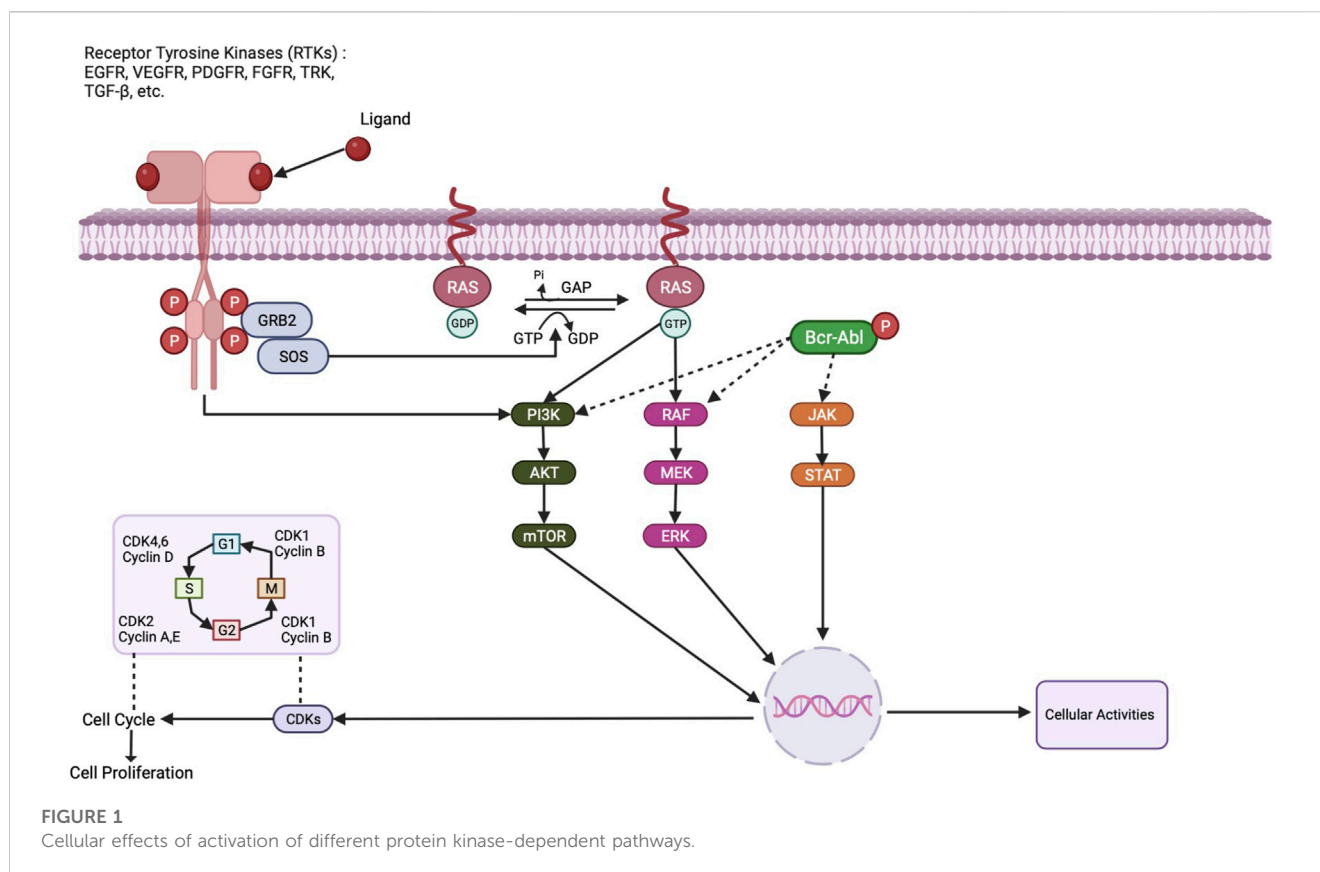 Receptor Tyrosine Kinases (RTKs) :
EGFR, VEGFR, PDGFR, FGFR, TRK,
TGF-β, etc.
Ligand
RAS
GDP
Pi
GAP
GTP
GDP
RAS
GTP
P
P
P
P
GRB2
SOS
Bcr-Abl
P
PI3K
RAF
JAK
AKT
MEK
STAT
mTOR
ERK
CDK4,6
Cyclin D
G1
CDK1
Cyclin B
S
M
CDK2
Cyclin A,E
G2
CDK1
Cyclin B
Cell Cycle
CDKs
Cellular Activities
Cell Proliferation
FIGURE 1
Cellular effects of activation of different protein kinase-dependent pathways.